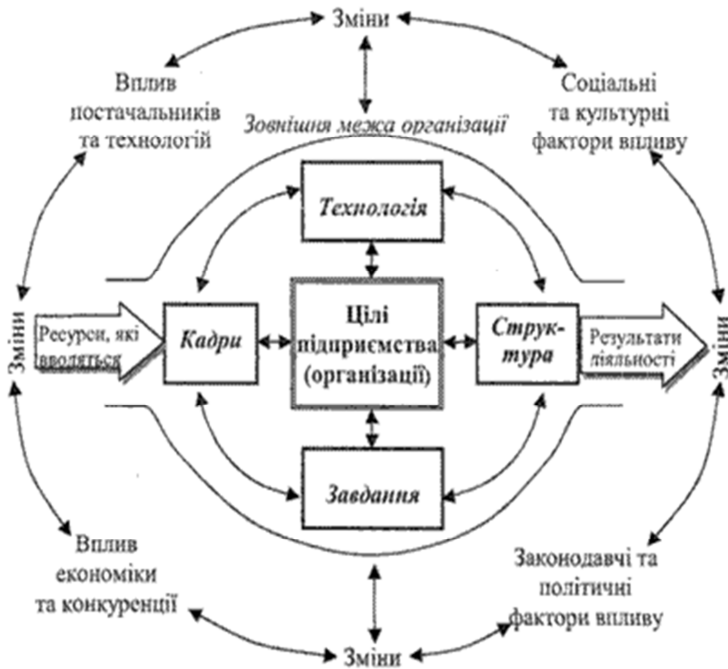 Зміни
Вплив
постачальників
та технологій
Соціальні
та культурні
фактори впливу
Зовнішня межа організації
Технологія
Зміни
Ресурси, які
вводяться
Кадри
Цілі
підприємства
(організації)
Струк-
тура
Результати
діяльності
Зміни
Завдання
Вплив
економіки
та конкуренції
Законодавчі та
політичні
фактори впливу
Зміни